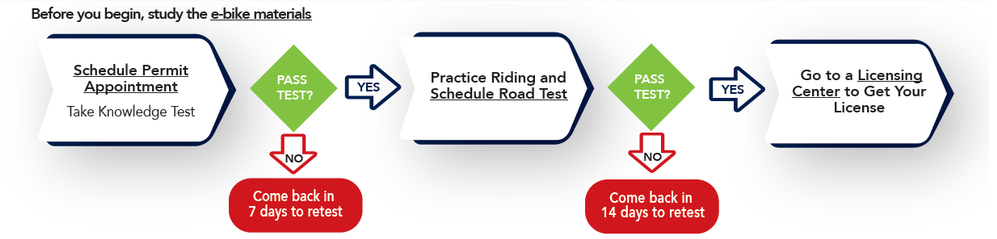 Before you begin, study the e-bike materials
Schedule Permit
Appointment
Take Knowledge Test
PASS
TEST?
YES
NO
Come back in
7 days to retest
Practice Riding and
Schedule Road Test
PASS
TEST?
YES
NO
Come back in
14 days to retest
Go to a Licensing
Center to Get Your
License